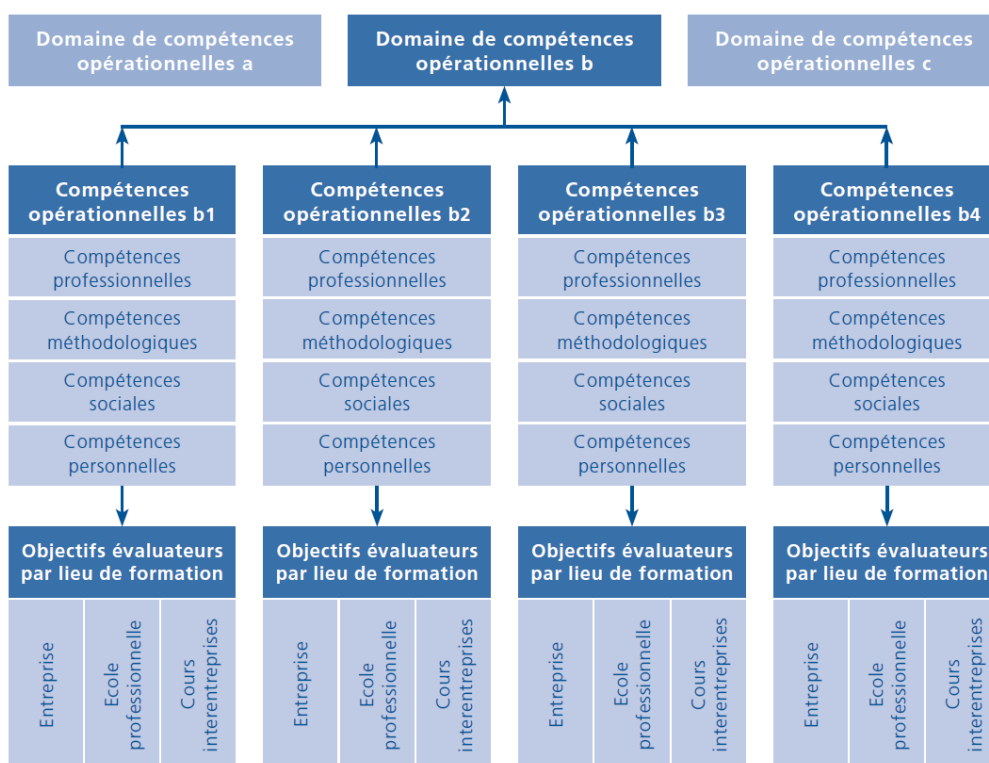 Domaine de compétences
opérationnelles a
Domaine de compétences
opérationnelles b
Domaine de compétences
opérationnelles c
Compétences
opérationnelles b1
Compétences
professionnelles
Compétences
méthodologiques
Compétences
sociales
Compétences
personnelles
Objectifs évaluateurs
par lieu de formation
Entreprise
Ecole
professionnelle
Cours
interentreprises
Compétences
opérationnelles b2
Compétences
professionnelles
Compétences
méthodologiques
Compétences
sociales
Compétences
personnelles
Objectifs évaluateurs
par lieu de formation
Entreprise
Ecole
professionnelle
Cours
interentreprises
Compétences
opérationnelles b3
Compétences
professionnelles
Compétences
méthodologiques
Compétences
sociales
Compétences
personnelles
Objectifs évaluateurs
par lieu de formation
Entreprise
Ecole
professionnelle
Cours
interentreprises
Compétences
opérationnelles b4
Compétences
professionnelles
Compétences
méthodologiques
Compétences
sociales
Compétences
personnelles
Objectifs évaluateurs
par lieu de formation
Entreprise
Ecole
professionnelle
Cours
interentreprises